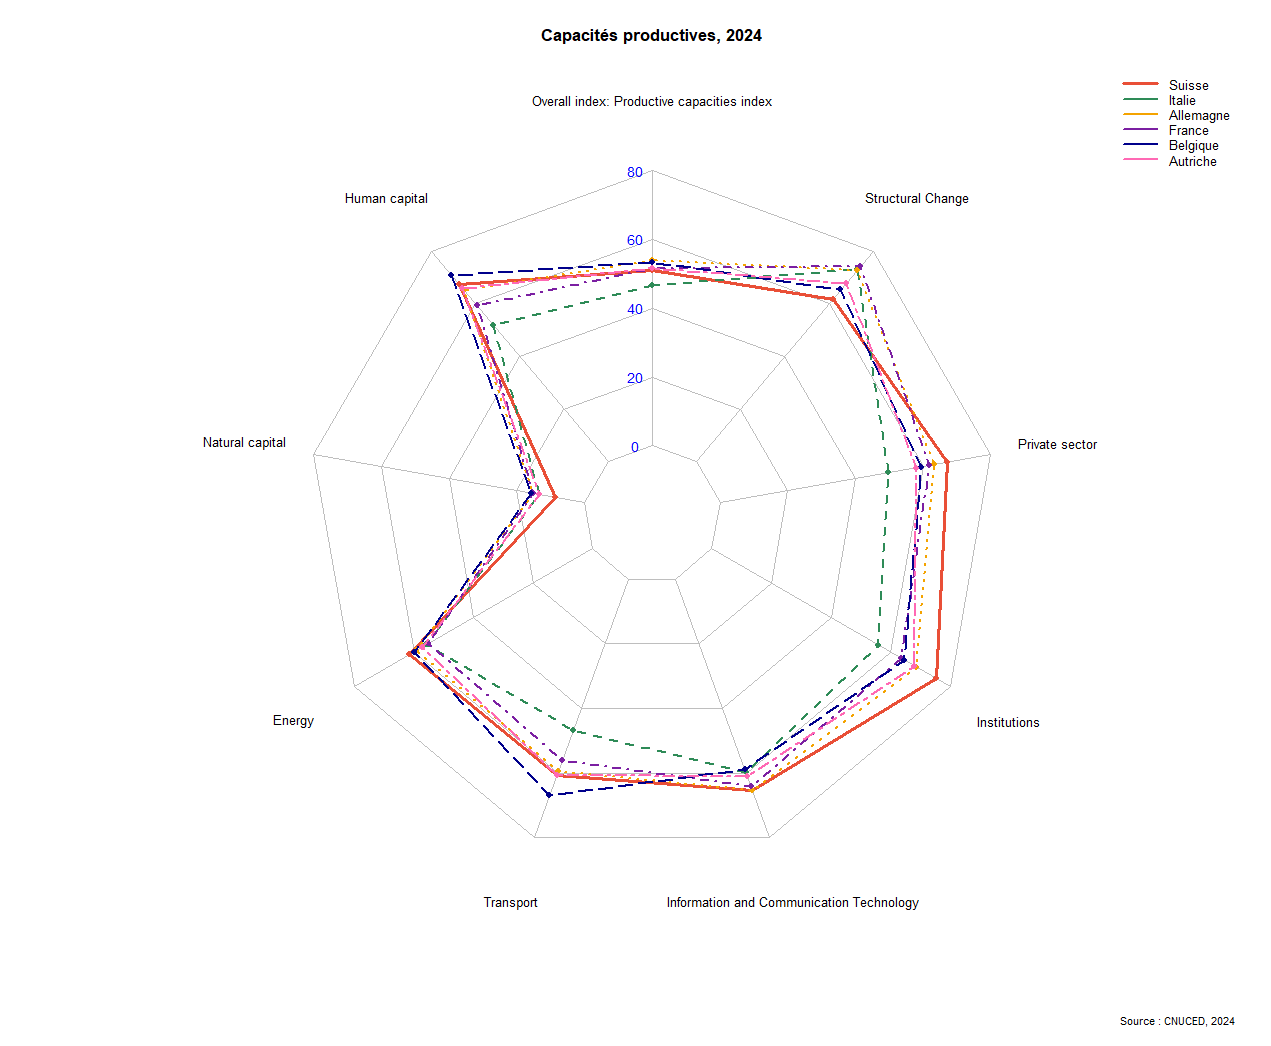 Capacités productives, 2024
Suisse
Italie
Allemagne
France
Belgique
Autriche
Overall index: Productive capacities index
Human capital
Structural Change
80
60
40
20
0
Natural capital
Private sector
Energy
Institutions
Transport
Information and Communication Technology
Source : CNUCED, 2024